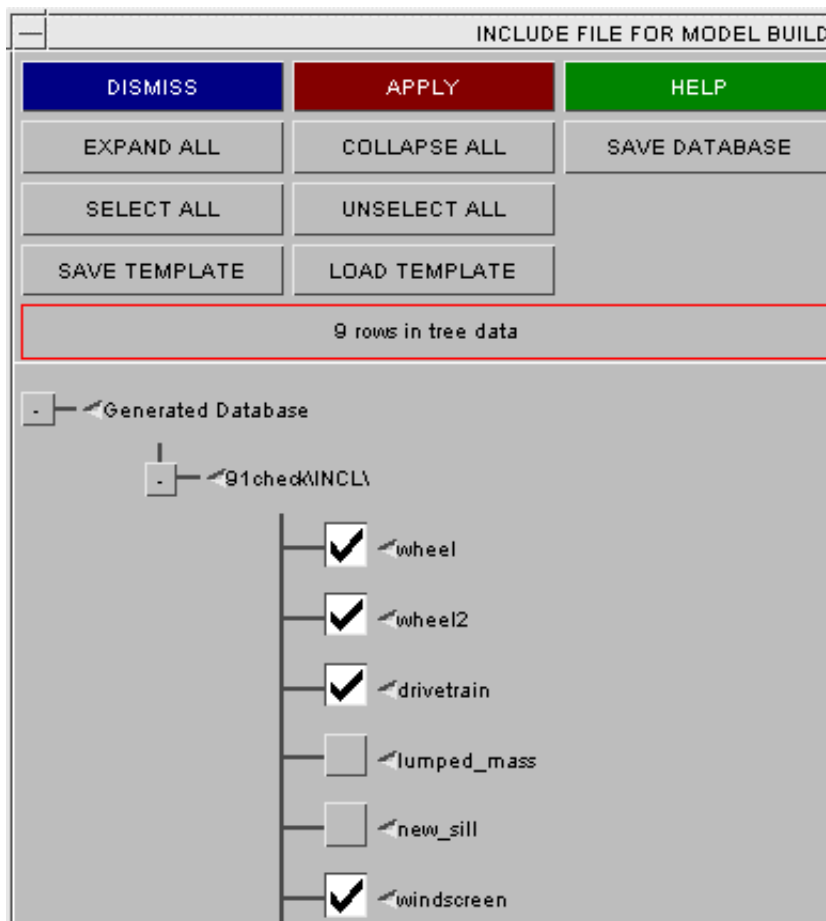 INCLUDE FILE FOR MODEL BUILD
DISMISS APPLY HELP
EXPAND ALL COLLAPSE ALL SAVE DATABASE
SELECT ALL UNSELECT ALL
SAVE TEMPLATE LOAD TEMPLATE
9 rows in tree data
- Generated Database
- 91check\INCL\
wheel
wheel2
drivetrain
lumped_mass
new_sill
windscreen